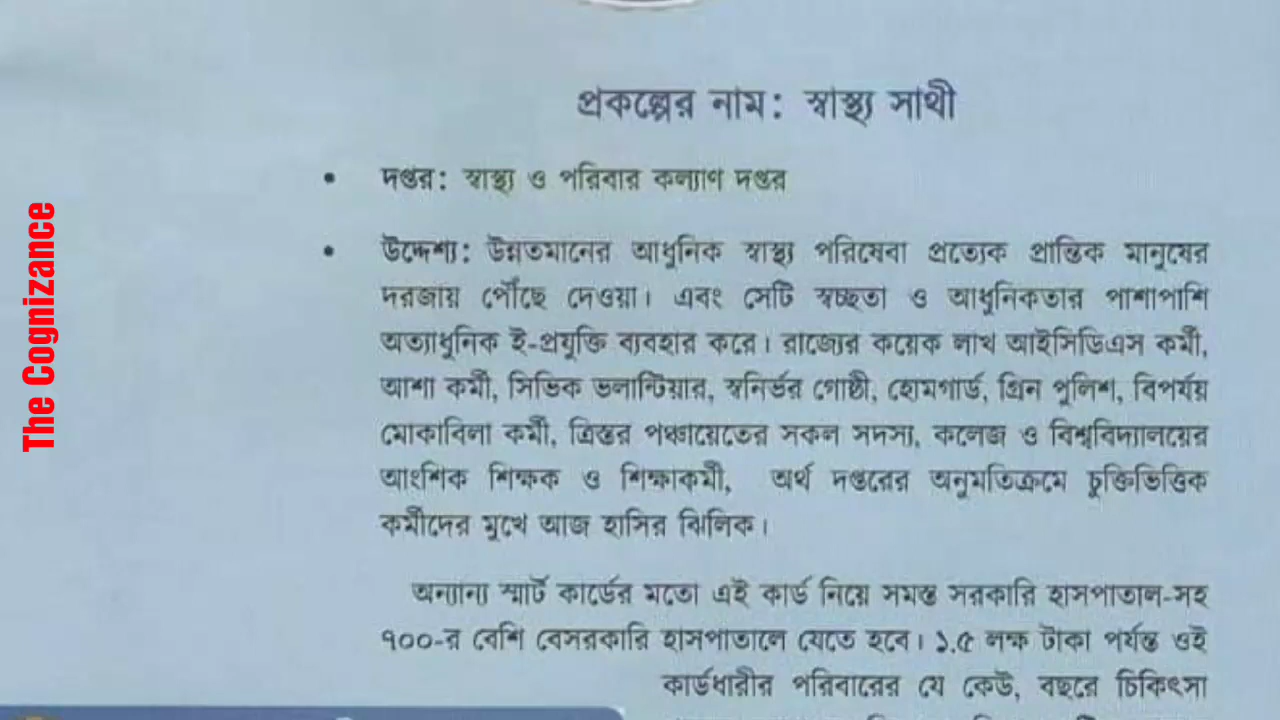 The Cognizance
প্রকল্পের নাম: স্বাস্থ্য সাথী
• দপ্তর: স্বাস্থ্য ও পরিবার কল্যাণ দপ্তর
• উদ্দেশ্য: উন্নতমানের আধুনিক স্বাস্থ্য পরিষেবা প্রত্যেক প্রান্তিক মানুষের
দরজায় পৌঁছে দেওয়া। এবং সেটি স্বচ্ছতা ও আধুনিকতার পাশাপাশি
অত্যাধুনিক ই-প্রযুক্তি ব্যবহার করে। রাজ্যের কয়েক লাখ আইসিডিএস কর্মী,
আশা কর্মী, সিভিক ভলান্টিয়ার, স্বনির্ভর গোষ্ঠী, হোমগার্ড, গ্রিন পুলিশ, বিপর্যয়
মোকাবিলা কর্মী, ত্রিস্তর পঞ্চায়েতের সকল সদস্য, কলেজ ও বিশ্ববিদ্যালয়ের
আংশিক শিক্ষক ও শিক্ষাকর্মী, অর্থ দপ্তরের অনুমতিক্রমে চুক্তিভিত্তিক
কর্মীদের মুখে আজ হাসির ঝিলিক।
অন্যান্য স্মার্ট কার্ডের মতো এই কার্ড নিয়ে সমস্ত সরকারি হাসপাতাল-সহ
৭০০-র বেশি বেসরকারি হাসপাতালে যেতে হবে। ১.৫ লক্ষ টাকা পর্যন্ত ওই
কার্ডধারীর পরিবারের যে কেউ, বছরে চিকিৎসা